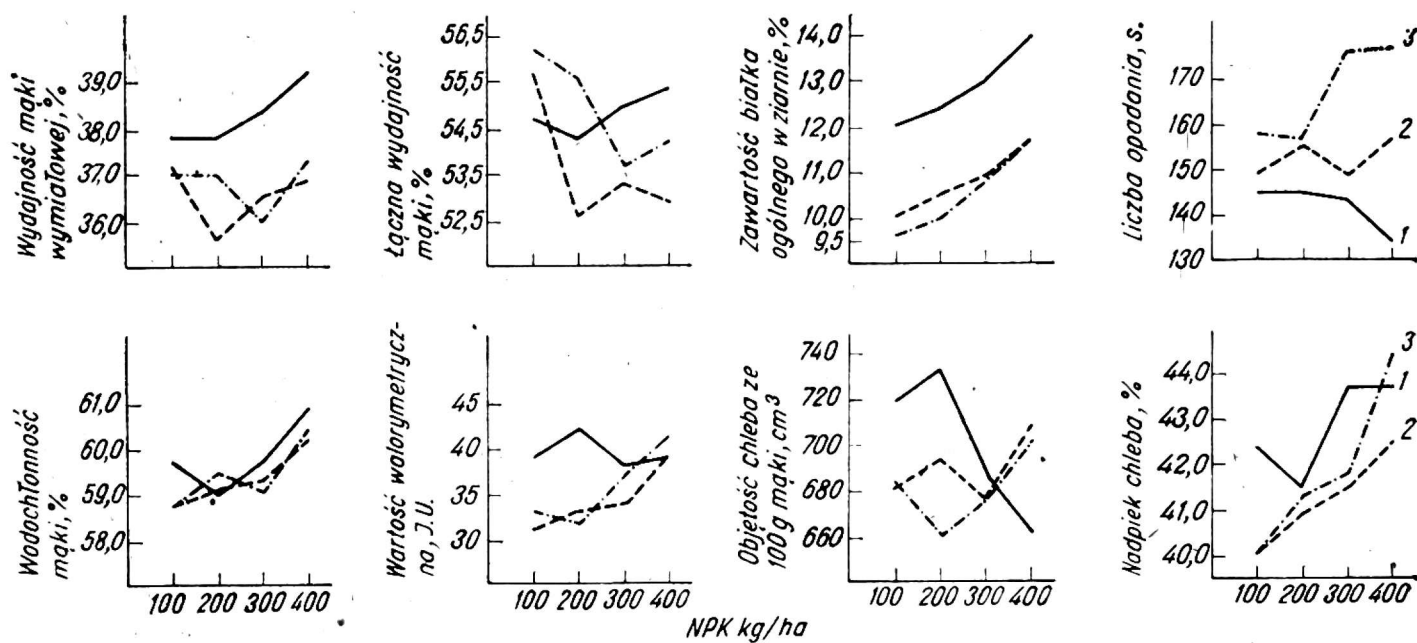 Wydajność mąki
wymiałowej, %
39,0
38,0
37,0
36,0
Łączna wydajność
mąki, %
56,5
55,5
54,5
53,5
52,5
Zawartość białka
ogólnego w ziarnie, %
14,0
13,0
12,0
11,0
10,0
9,5
Liczba opadania, s.
170
160
150
140
130
3
2
1
Wodochłonność
mąki, %
61,0
60,0
59,0
58,0
100 200 300 400
Wartość walorymetrycz-
na, J.U.
45
40
35
30
100 200 300 400
Objętość chleba ze
100g mąki, cm³
740
720
700
680
660
100 200 300 400
Nadpiek chleba, %
44,0
43,0
42,0
41,0
40,0
3
1
2
100 200 300 400
NPK kg/ha